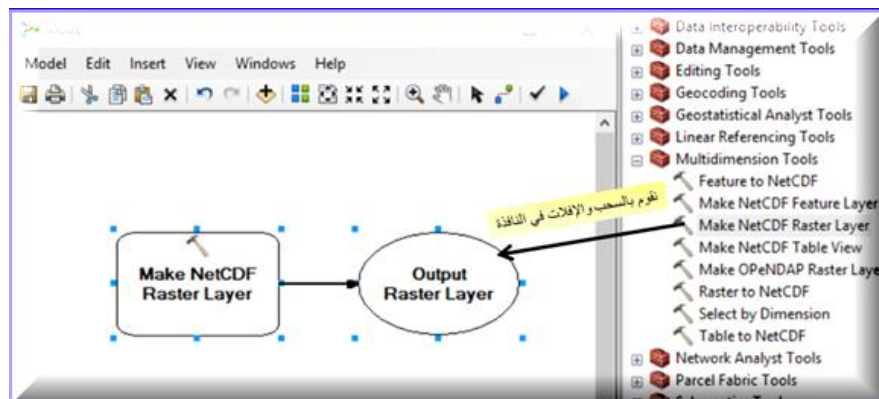 Model Edit Insert View Windows Help
Make NetCDF
Raster Layer
Output
Raster Layer
نقوم بالسحب والإفلات في النافذة
Data Interoperability Tools
Data Management Tools
Editing Tools
Geocoding Tools
Geostatistical Analyst Tools
Linear Referencing Tools
Multidimension Tools
Feature to NetCDF
Make NetCDF Feature Layer
Make NetCDF Raster Layer
Make NetCDF Table View
Make OPeNDAP Raster Laye
Raster to NetCDF
Select by Dimension
Table to NetCDF
Network Analyst Tools
Parcel Fabric Tools